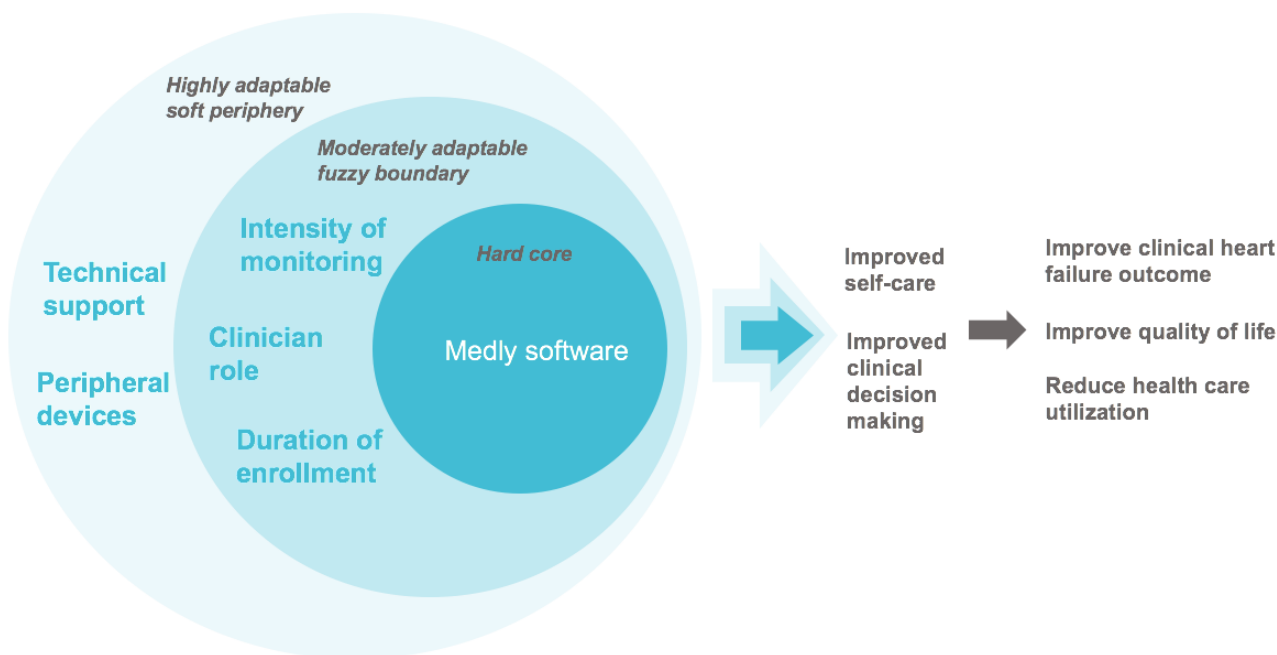 Highly adaptable
soft periphery
Moderately adaptable
fuzzy boundary
Hard core
Medly software
Intensity of
monitoring
Clinician
role
Duration of
enrollment
Technical
support
Peripheral
devices
Improved
self-care
Improved
clinical
decision
making
Improve clinical heart
failure outcome
Improve quality of life
Reduce health care
utilization